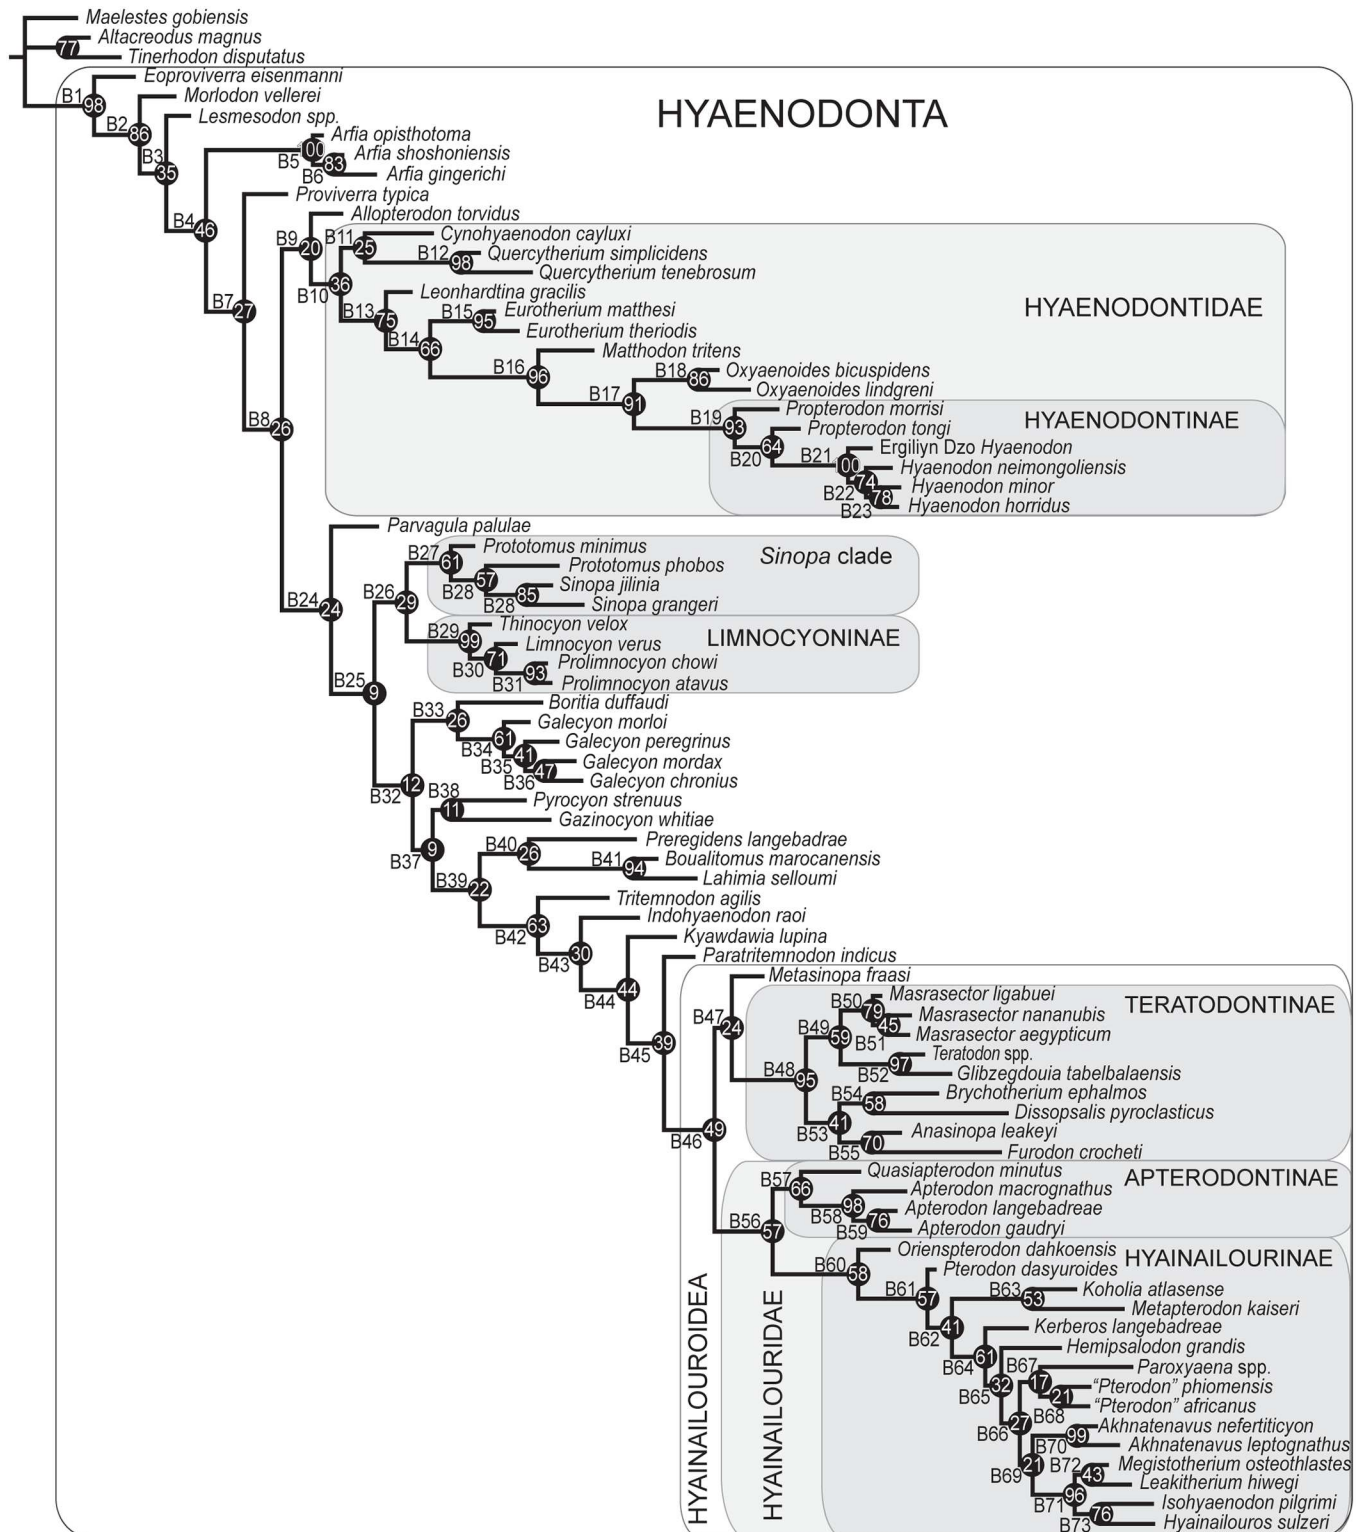 Maelestes gobiensis
Altacreodus magnus
77
Tinerhodon disputatus
Eoproviverra eisenmanni
B1 98
Morlodon vellerei
HYAENODONTA
Lesmesodon spp.
B2 86
Arfia opisthotoma
B3 35
B5 00
Arfia shoshoniensis
B6 83
Arfia gingerichi
Proviverra typica
Allopterodon torvidus
B4 46
Cynohyaenodon cayluxi
B9 20
B11 25
Quercytherium simplicidens
B12 98
Quercytherium tenebrosum
B10 36
Leonhardtina gracilis
HYAENODONTIDAE
B7 27
Eurotherium matthesi
B13 75
B15 95
Eurotherium theriodis
B14 66
Matthodon tritens
B16 96
Oxyaenoides bicuspidens
B18 86
Oxyaenoides lindgreni
B17 91
Propterodon morrisi
HYAENODONTINAE
B8 26
B19 93
Propterodon tongi
B20 64
Ergiliyn Dzo Hyaenodon
B21 00
Hyaenodon neimongoliensis
B22 74
Hyaenodon minor
B23 78
Hyaenodon horridus
Parvagula palulae
Prototomus minimus
Sinopa clade
B27 61
Prototomus phobos
B28 57
Sinopa jilinia
B28 85
Sinopa grangeri
B24 24
B26 29
Thinocyon velox
LIMNOCYONINAE
B29 99
Limnocyon verus
B30 71
Prolimnocyon chowi
B31 93
Prolimnocyon atavus
B25 9
Boritia duffaudi
B33 26
Galecyon morloi
B34 61
Galecyon peregrinus
B35 41
Galecyon mordax
B36 47
Galecyon chronius
B32 12
Pyrocyon strenuus
B38 11
Gazinocyon whitiae
B37 9
Preregidens langebadrae
B40 26
Boualitomus marocanensis
B41 94
Lahimia selloumi
B39 22
Tritemnodon agilis
B42 63
Indohyaenodon raoi
B43 30
Kyawdawia lupina
Paratritemnodon indicus
B44 44
Metasinopa fraasi
B45 39
B47 24
Masrasector ligabuei
TERATODONTINAE
B50 79
Masrasector nananubis
B51 45
Masrasector aegypticum
B49 59
Teratodon spp.
B52 97
Glibzegdouia tabelbalaensis
B48 95
Brychotherium ephalmos
B54 58
Dissopsalis pyroclasticus
B53 41
Anasinopa leakeyi
B55 70
Furodon crocheti
B46 49
Quasiapterodon minutus
APTERODONTINAE
B57 66
Apterodon macrognathus
B58 98
Apterodon langebadreae
B59 76
Apterodon gaudryi
B56 57
Orienspterodon dahkoensis
HYAINAILOURINAE
B60 58
Pterodon dasyuroides
B61 57
Koholia atlasense
B63 53
Metapterodon kaiseri
B62 41
Kerberos langebadreae
B64 61
Hemipsalodon grandis
B65 32
Paroxyaena spp.
B67 17
"Pterodon" phiomensis
B68 21
"Pterodon" africanus
B66 27
Akhnatenavus nefertiticyon
B70 99
Akhnatenavus leptognathus
B69 21
Megistotherium osteothlastes
B72 43
Leakitherium hiwegi
B71 96
Isohyaenodon pilgrimi
B73 76
Hyainailouros sulzeri
HYAINAILOUROIDEA
HYAINAILOURIDAE